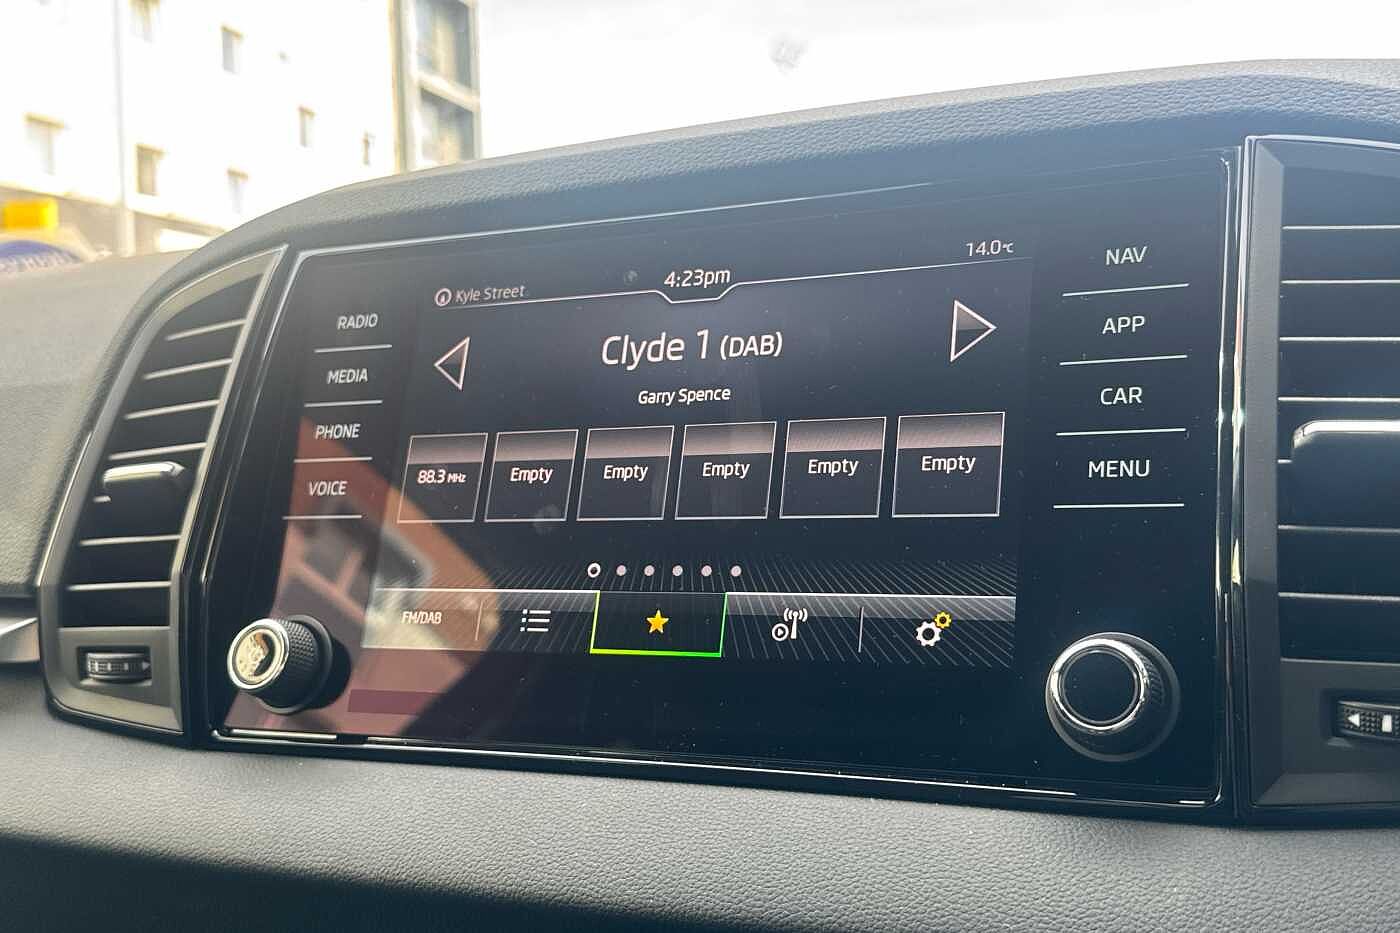 Kyle Street
4:23pm
14.0°C
RADIO
MEDIA
PHONE
VOICE
Clyde 1 (DAB)
Garry Spence
88.3 MHz
Empty
Empty
Empty
Empty
Empty
FM/DAB
NAV
APP
CAR
MENU